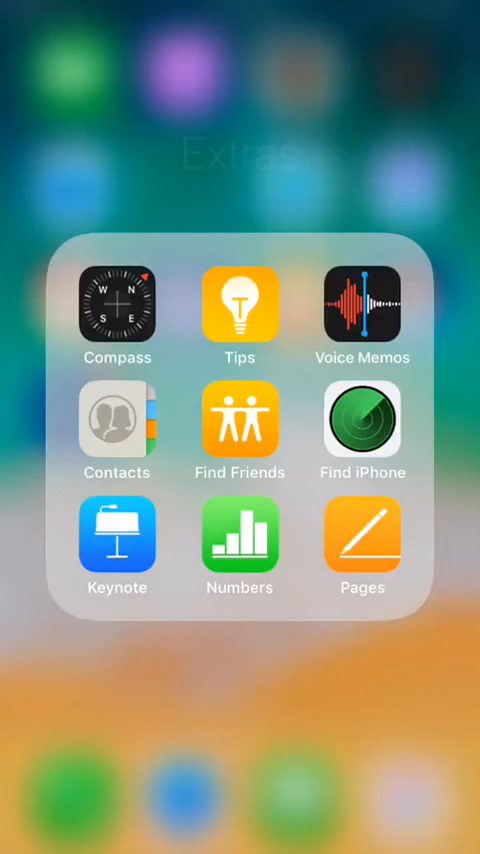 Extras
W N
S E
Compass
T
Tips
Voice Memos
Contacts
Find Friends
Find iPhone
Keynote
Numbers
Pages